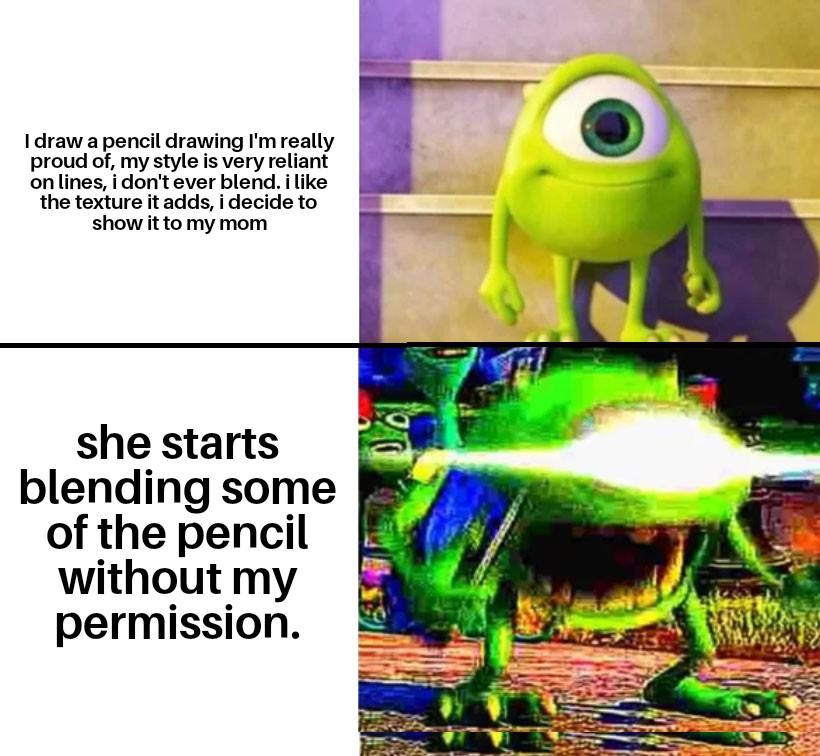 I draw a pencil drawing I'm really
proud of, my style is very reliant
on lines, i don't ever blend. i like
the texture it adds, i decide to
show it to my mom
she starts
blending some
of the pencil
without my
permission.